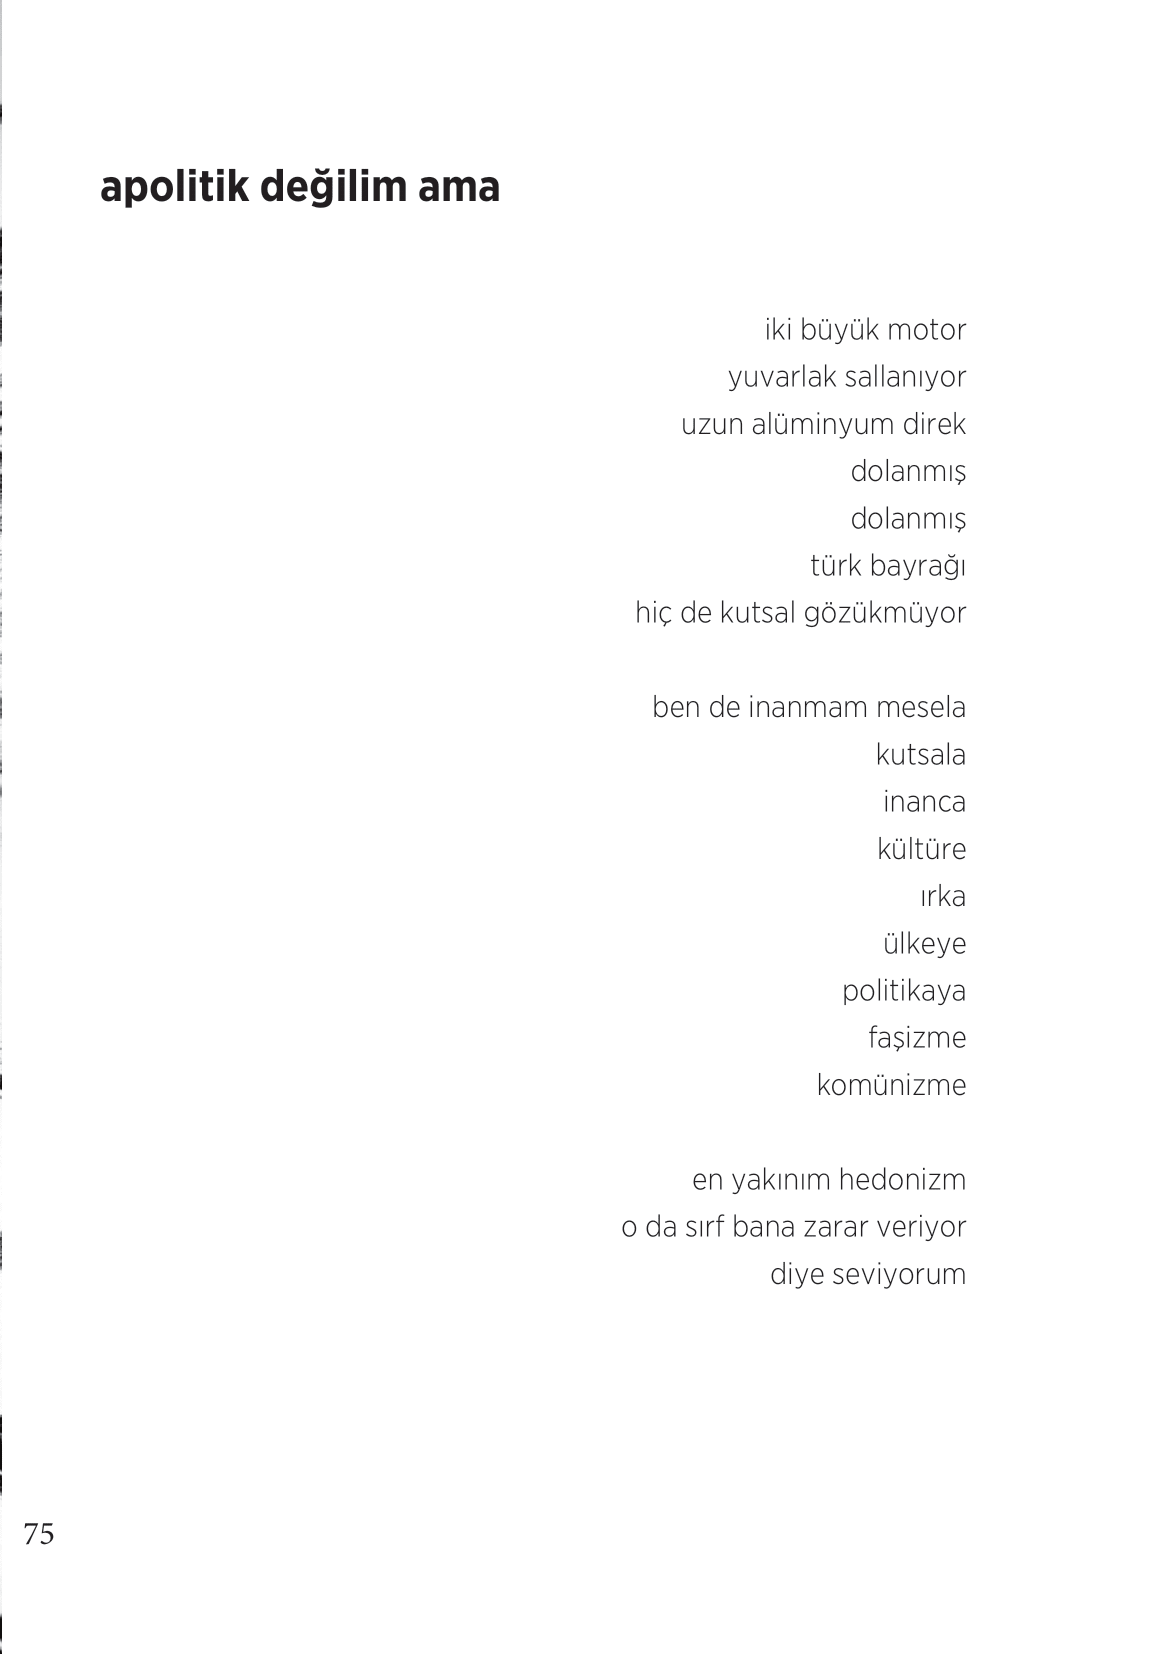 apolitik değilim ama
iki büyük motor
yuvarlak sallanıyor
uzun alüminyum direk
dolanmış
dolanmış
türk bayrağı
hiç de kutsal gözükmüyor
ben de inanmam mesela
kutsala
inanca
kültüre
ırka
ülkeye
politikaya
faşizme
komünizme
en yakınım hedonizm
o da sırf bana zarar veriyor
diye seviyorum
75